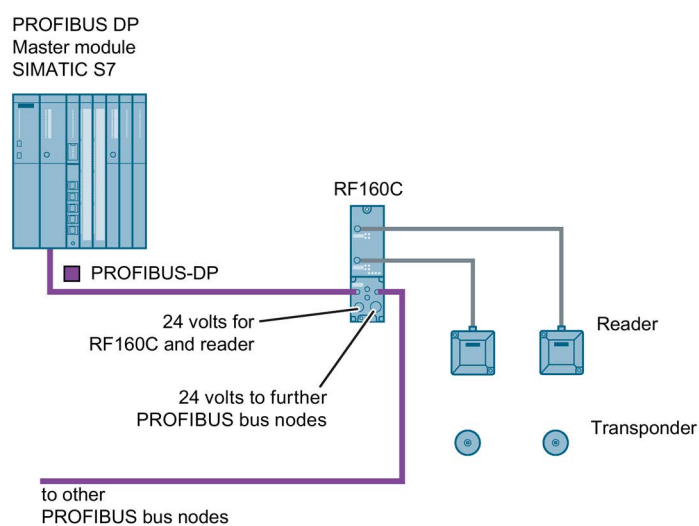 PROFIBUS DP
Master module
SIMATIC S7
RF160C
PROFIBUS-DP
24 volts for
RF160C and reader
Reader
24 volts to further
PROFIBUS bus nodes
Transponder
to other
PROFIBUS bus nodes